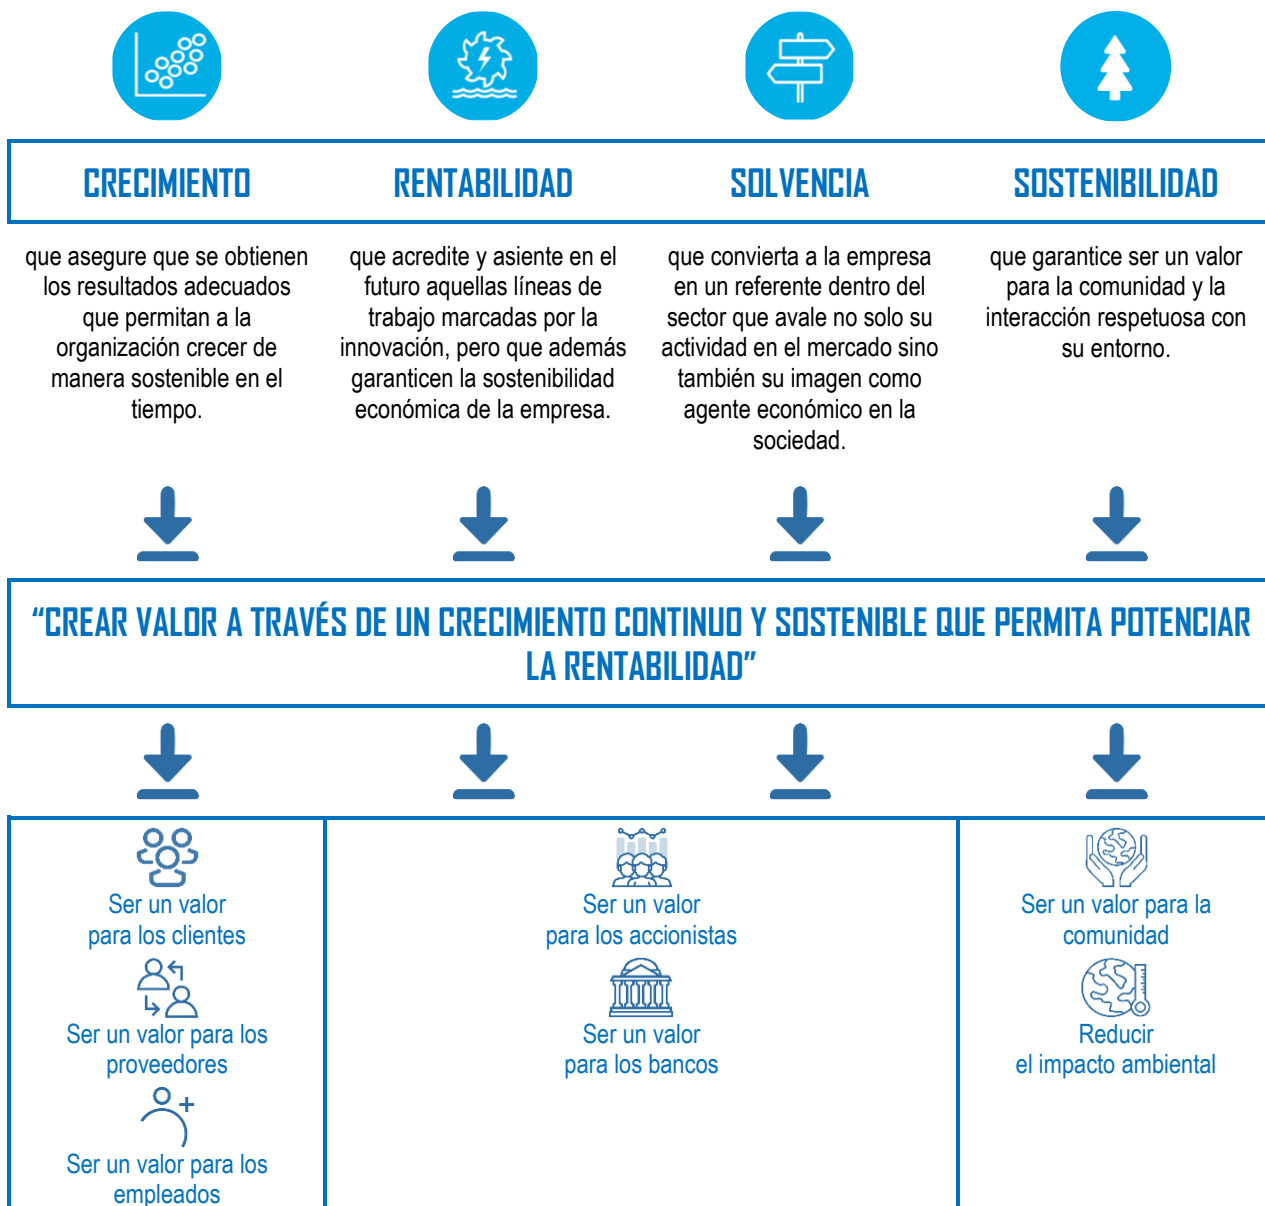 CRECIMIENTO
RENTABILIDAD
SOLVENCIA
SOSTENIBILIDAD
que asegure que se obtienen
los resultados adecuados
que permitan a la
organización crecer de
manera sostenible en el
tiempo.
que acredite y asiente en el
futuro aquellas líneas de
trabajo marcadas por la
innovación, pero que además
garanticen la sostenibilidad
económica de la empresa.
que convierta a la empresa
en un referente dentro del
sector que avale no solo su
actividad en el mercado sino
también su imagen como
agente económico en la
sociedad.
que garantice ser un valor
para la comunidad y la
interacción respetuosa con
su entorno.
“CREAR VALOR A TRAVÉS DE UN CRECIMIENTO CONTINUO Y SOSTENIBLE QUE PERMITA POTENCIAR
LA RENTABILIDAD”
Ser un valor
para los clientes
Ser un valor para los
proveedores
Ser un valor para los
empleados
Ser un valor
para los accionistas
Ser un valor
para los bancos
Ser un valor para la
comunidad
Reducir
el impacto ambiental